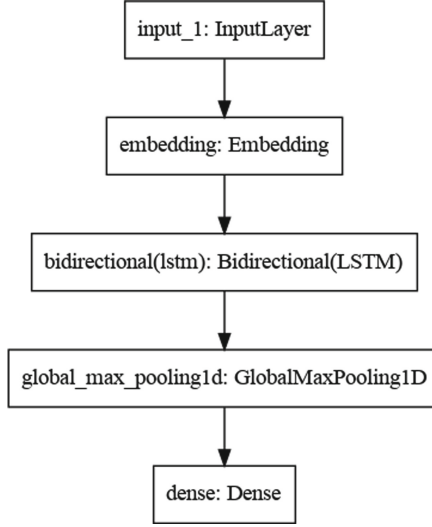 input_1: InputLayer
embedding: Embedding
bidirectional(lstm): Bidirectional(LSTM)
global_max_pooling1d: GlobalMaxPooling1D
dense: Dense